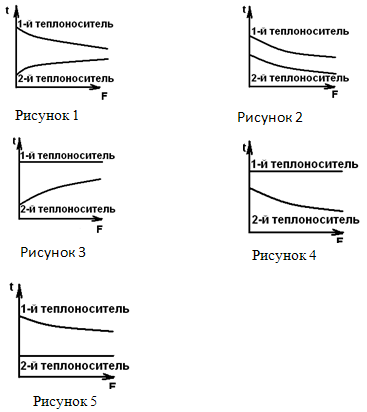 t
1-й теплоноситель
2-й теплоноситель
F
Рисунок 1
t
1-й теплоноситель
2-й теплоноситель
F
Рисунок 2
t
1-й теплоноситель
2-й теплоноситель
F
Рисунок 3
t
1-й теплоноситель
2-й теплоноситель
F
Рисунок 4
t
1-й теплоноситель
2-й теплоноситель
F
Рисунок 5